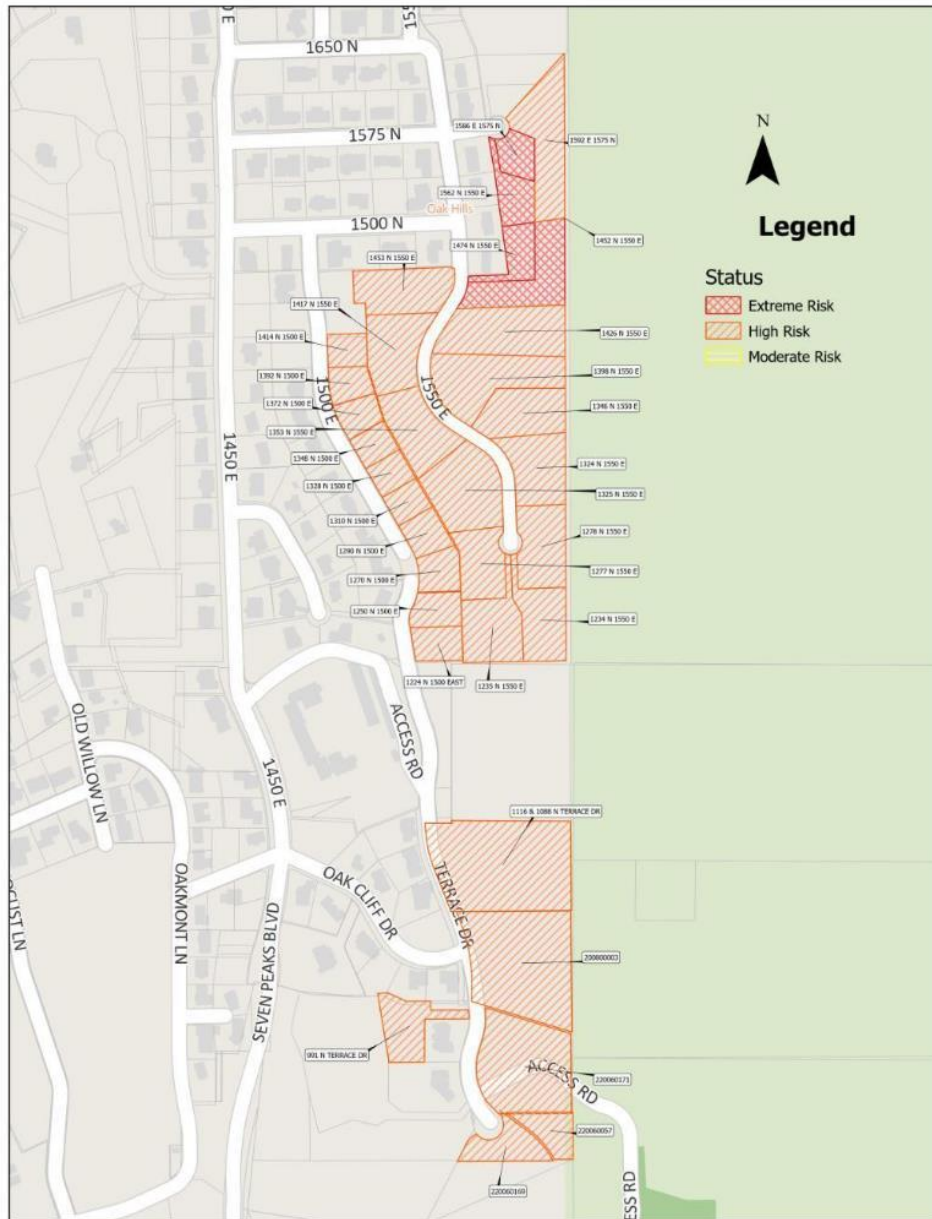 0 E
1550
1650 N
1575 N
1566 E 1575 N
1592 E 1575 N
1562 N 1550 E
Oak Hills
1500 N
1474 N 1550 E
1452 N 1550 E
1453 N 1550 E
1417 N 1550 E
1426 N 1550 E
1414 N 1500 E
1392 N 1500 E
1398 N 1550 E
1500 E
1550 E
1372 N 1500 E
1346 N 1550 E
1353 N 1550 E
1450 E
1348 N 1500 E
1324 N 1550 E
1328 N 1500 E
1325 N 1550 E
1310 N 1500 E
1278 N 1550 E
1290 N 1500 E
1277 N 1550 E
1270 N 1500 E
1250 N 1500 E
1234 N 1550 E
1224 N 1500 EAST
1235 N 1550 E
N
Legend
Status
Extreme Risk
High Risk
Moderate Risk
OLD WILLOW LN
ACCESS RD
1450 E
1116 & 1088 N TERRACE DR
OAKMONT LN
OAK CLIFF DR
TERRACE DR
OCUST LN
SEVEN PEAKS BLVD
200800003
991 N TERRACE DR
ACCESS RD
220060171
220060057
220060169
ESS RD